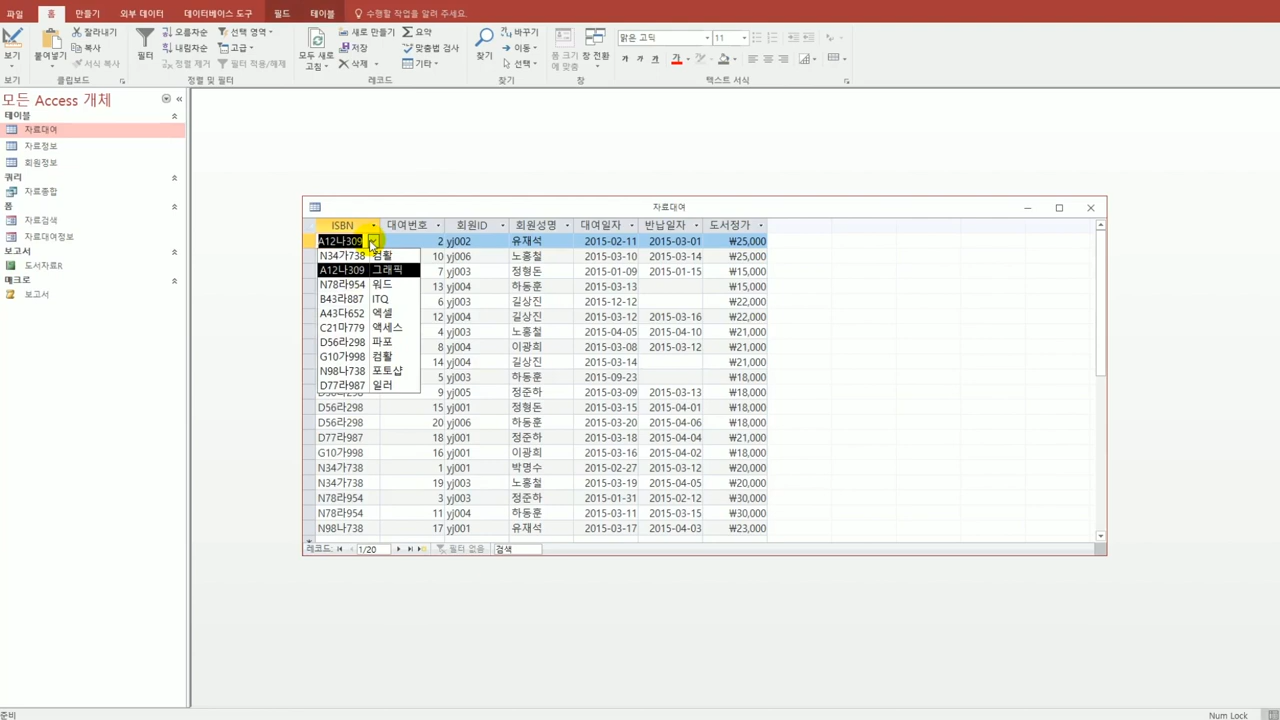 파일 홈 만들기 외부 데이터 데이터베이스 도구 필드 테이블 수행할 작업을 알려 주세요.
잘라내기 오름차순 선택 영역 새로 만들기 요약 바꾸기 맑은 고딕 11
보기 붙여넣기 복사 필터 내림차순 고급 모두 새로 고침 저장 맞춤법 검사 찾기 이동 폼 크기에 맞춤 창 전환
서식 복사 정렬 제거 필터 적용/해제 삭제 기타 선택 가 가 가 가
보기 클립보드 정렬 및 필터 레코드 찾기 창 텍스트 서식
모든 Access 개체
테이블
자료대여
자료정보
회원정보
쿼리
자료종합
폼
자료검색
자료대여정보
보고서
도서자료R
매크로
보고서
자료대여
ISBN 대여번호 회원ID 회원성명 대여일자 반납일자 도서정가
A12나309 2 yj002 유재석 2015-02-11 2015-03-01 ₩25,000
N34가738 컴활 10 yj006 노홍철 2015-03-10 2015-03-14 ₩25,000
A12나309 그래픽 7 yj003 정형돈 2015-01-09 2015-01-15 ₩15,000
N78라954 워드 13 yj004 하동훈 2015-03-13 ₩15,000
B43라887 ITQ 6 yj003 길상진 2015-12-12 ₩22,000
A43다652 엑셀 12 yj004 길상진 2015-03-16 ₩22,000
C21마779 액세스 4 yj003 노홍철 2015-04-05 2015-04-10 ₩21,000
D56라298 파포 8 yj004 이광희 2015-03-08 2015-03-12 ₩21,000
G10가998 컴활 14 yj004 길상진 2015-03-14 ₩21,000
N98나738 포토샵 5 yj003 하동훈 2015-09-23 ₩18,000
D77라987 일러 9 yj005 정준하 2015-03-09 2015-03-13 ₩18,000
D56라298 15 yj001 정형돈 2015-03-15 2015-04-01 ₩18,000
D56라298 20 yj006 하동훈 2015-03-20 2015-04-06 ₩18,000
D77라987 18 yj001 정준하 2015-03-18 2015-04-04 ₩21,000
G10가998 16 yj001 이광희 2015-03-16 ₩20,000
N34가738 1 yj001 박명수 2015-02-27 2015-03-12 ₩20,000
N34가738 19 yj003 노홍철 2015-03-19 2015-04-05 ₩20,000
N78라954 3 yj003 정준하 2015-01-31 2015-02-12 ₩30,000
N78라954 11 yj004 하동훈 2015-03-11 2015-03-15 ₩30,000
N98나738 17 yj001 유재석 2015-03-17 2015-04-03 ₩23,000
레코드: 1/20 필터 없음 검색
준비 Num Lock